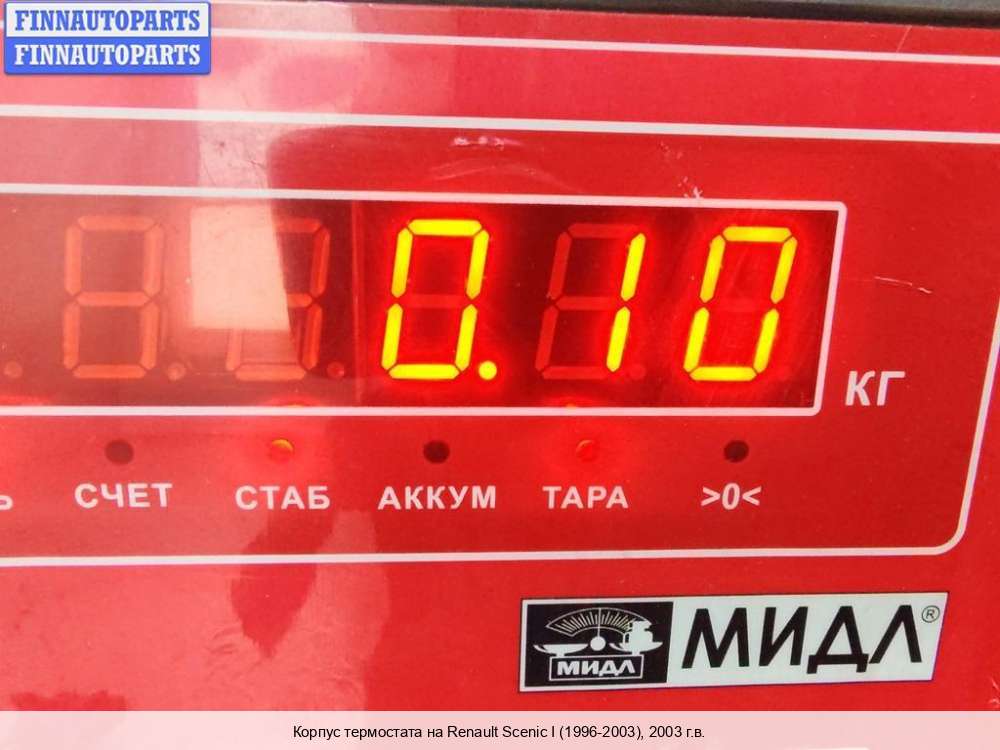 FINNAUTOPARTS
FINNAUTOPARTS
0.10
КГ
СЧЕТ СТАБ АККУМ ТАРА >0<
МИДЛ МИДЛ®
Корпус термостата на Renault Scenic I (1996-2003), 2003 г.в.